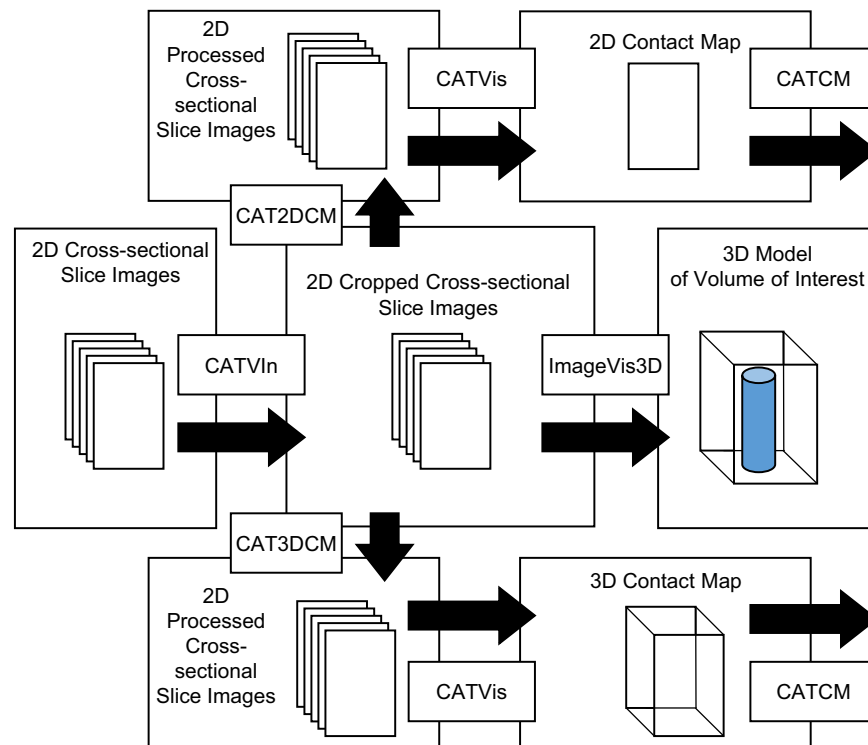 2D
Processed
Cross-
sectional
Slice Images
CATVis
2D Contact Map
CATCM
CAT2DCM
2D Cross-sectional
Slice Images
CATVIn
2D Cropped Cross-sectional
Slice Images
ImageVis3D
3D Model
of Volume of Interest
CAT3DCM
2D
Processed
Cross-
sectional
Slice Images
CATVis
3D Contact Map
CATCM